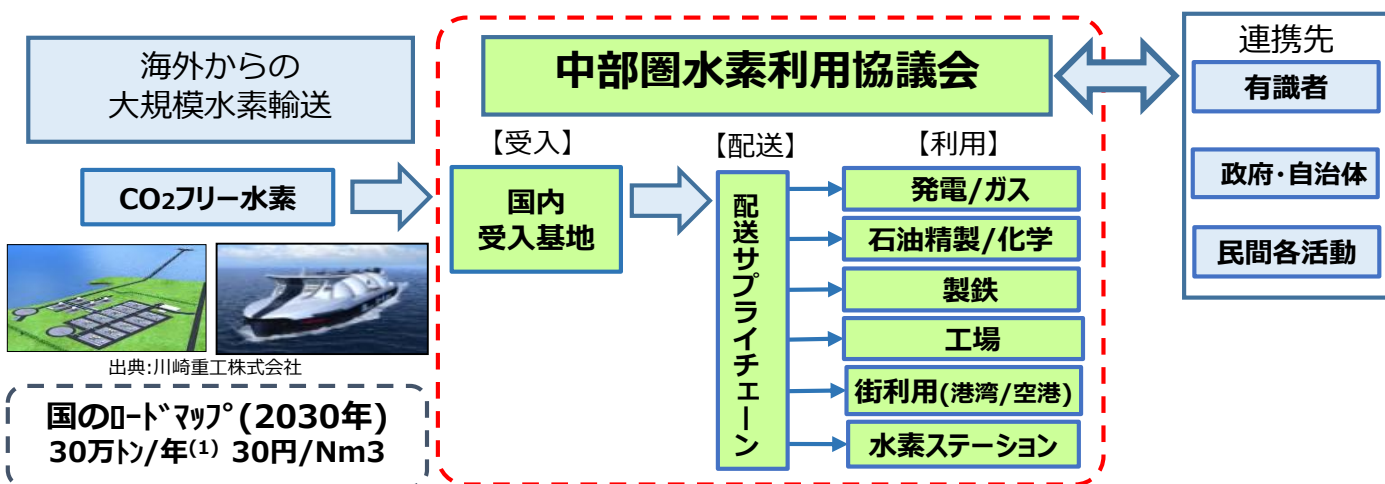 海外からの
大規模水素輸送
CO2フリー水素
出典:川崎重工株式会社
国のﾛｰﾄﾞﾏｯﾌﾟ(2030年)
30万ﾄﾝ/年(1) 30円/Nm3
中部圏水素利用協議会
【受入】
国内
受入基地
【配送】
配送サプライチェーン
【利用】
発電/ガス
石油精製/化学
製鉄
工場
街利用(港湾/空港)
水素ステーション
連携先
有識者
政府･自治体
民間各活動